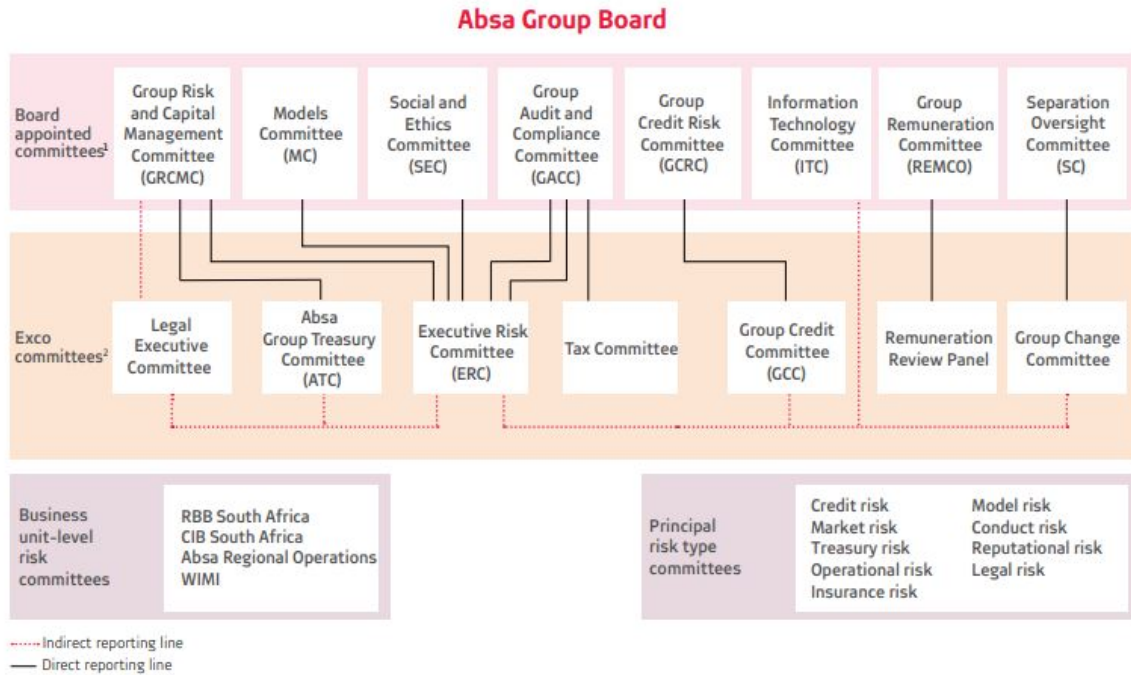 Absa Group Board
Board
appointed
committees¹
Group Risk
and Capital
Management
Committee
(GRCMC)
Models
Committee
(MC)
Social and
Ethics
Committee
(SEC)
Group
Audit and
Compliance
Committee
(GACC)
Group
Credit Risk
Committee
(GCRC)
Information
Technology
Committee
(ITC)
Group
Remuneration
Committee
(REMCO)
Separation
Oversight
Committee
(SC)
Exco
committees²
Legal
Executive
Committee
Absa
Group Treasury
Committee
(ATC)
Executive Risk
Committee
(ERC)
Tax Committee
Group Credit
Committee
(GCC)
Remuneration
Review Panel
Group Change
Committee
Business
unit-level
risk
committees
RBB South Africa
CIB South Africa
Absa Regional Operations
WIMI
Principal
risk type
committees
Credit risk
Market risk
Treasury risk
Operational risk
Insurance risk
Model risk
Conduct risk
Reputational risk
Legal risk
Indirect reporting line
Direct reporting line